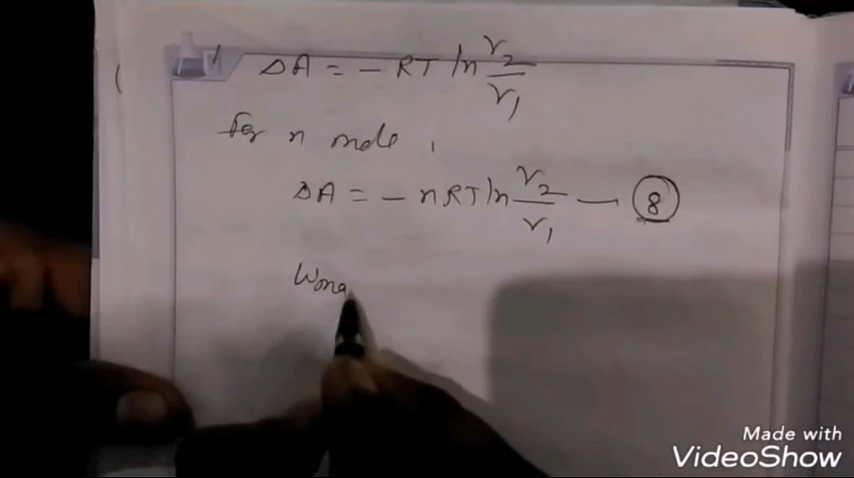 ΔA = - RT ln V₂/V₁
For n mole,
ΔA = - nRT ln V₂/V₁ — 8
Made with
VideoShow